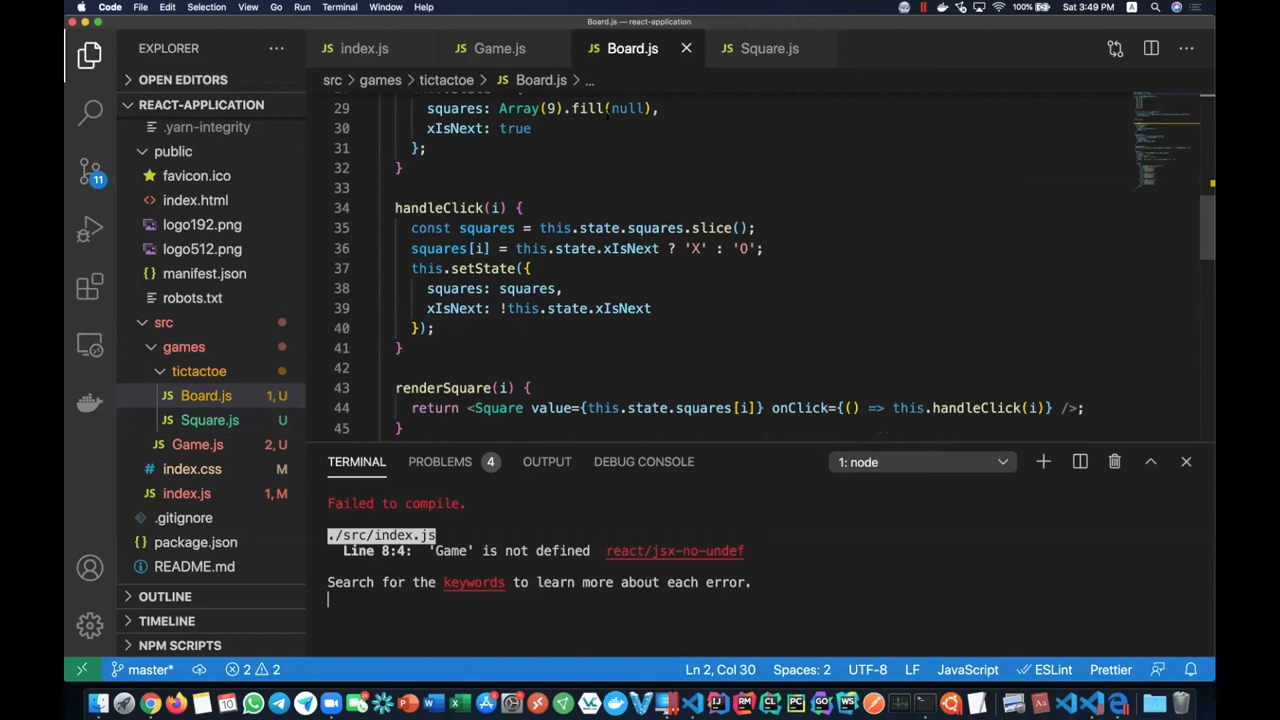 Code File Edit Selection View Go Run Terminal Window Help
100% Sat 3:49 PM A
Board.js — react-application
EXPLORER
index.js Game.js JS Board.js JS Square.js
OPEN EDITORS
src > games > tictactoe > JS Board.js > ...
REACT-APPLICATION
.yarn-integrity
public
favicon.ico
index.html
logo192.png
logo512.png
manifest.json
robots.txt
src
games
tictactoe
JS Board.js 1, U
JS Square.js U
JS Game.js 2, U
index.css M
JS index.js 1, M
.gitignore
package.json
README.md
OUTLINE
TIMELINE
NPM SCRIPTS
11
29 squares: Array(9).fill(null),
30 xIsNext: true
31 };
32 }
33
34 handleClick(i) {
35 const squares = this.state.squares.slice();
36 squares[i] = this.state.xIsNext ? 'X' : 'O';
37 this.setState({
38 squares: squares,
39 xIsNext: !this.state.xIsNext
40 });
41 }
42
43 renderSquare(i) {
44 return <Square value={this.state.squares[i]} onClick={() => this.handleClick(i)} />;
45 }
TERMINAL PROBLEMS 4 OUTPUT DEBUG CONSOLE 1: node
Failed to compile.
./src/index.js
Line 8:4: 'Game' is not defined react/jsx-no-undef
Search for the keywords to learn more about each error.
master* 2 2 Ln 2, Col 30 Spaces: 2 UTF-8 LF JavaScript ESLint Prettier